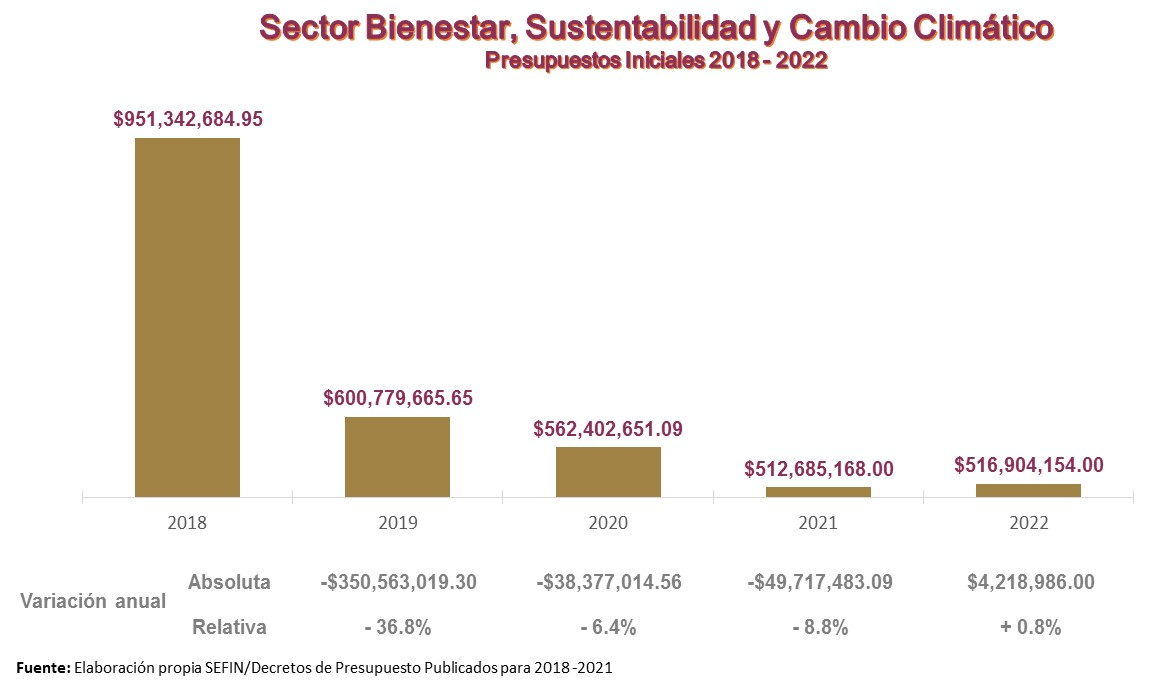 Sector Bienestar, Sustentabilidad y Cambio Climático
Presupuestos Iniciales 2018 - 2022
$951,342,684.95
$600,779,665.65
$562,402,651.09
$512,685,168.00
$516,904,154.00
2018 2019 2020 2021 2022
Variación anual
Absoluta -$350,563,019.30 -$38,377,014.56 -$49,717,483.09 $4,218,986.00
Relativa - 36.8% - 6.4% - 8.8% + 0.8%
Fuente: Elaboración propia SEFIN/Decretos de Presupuesto Publicados para 2018 -2021